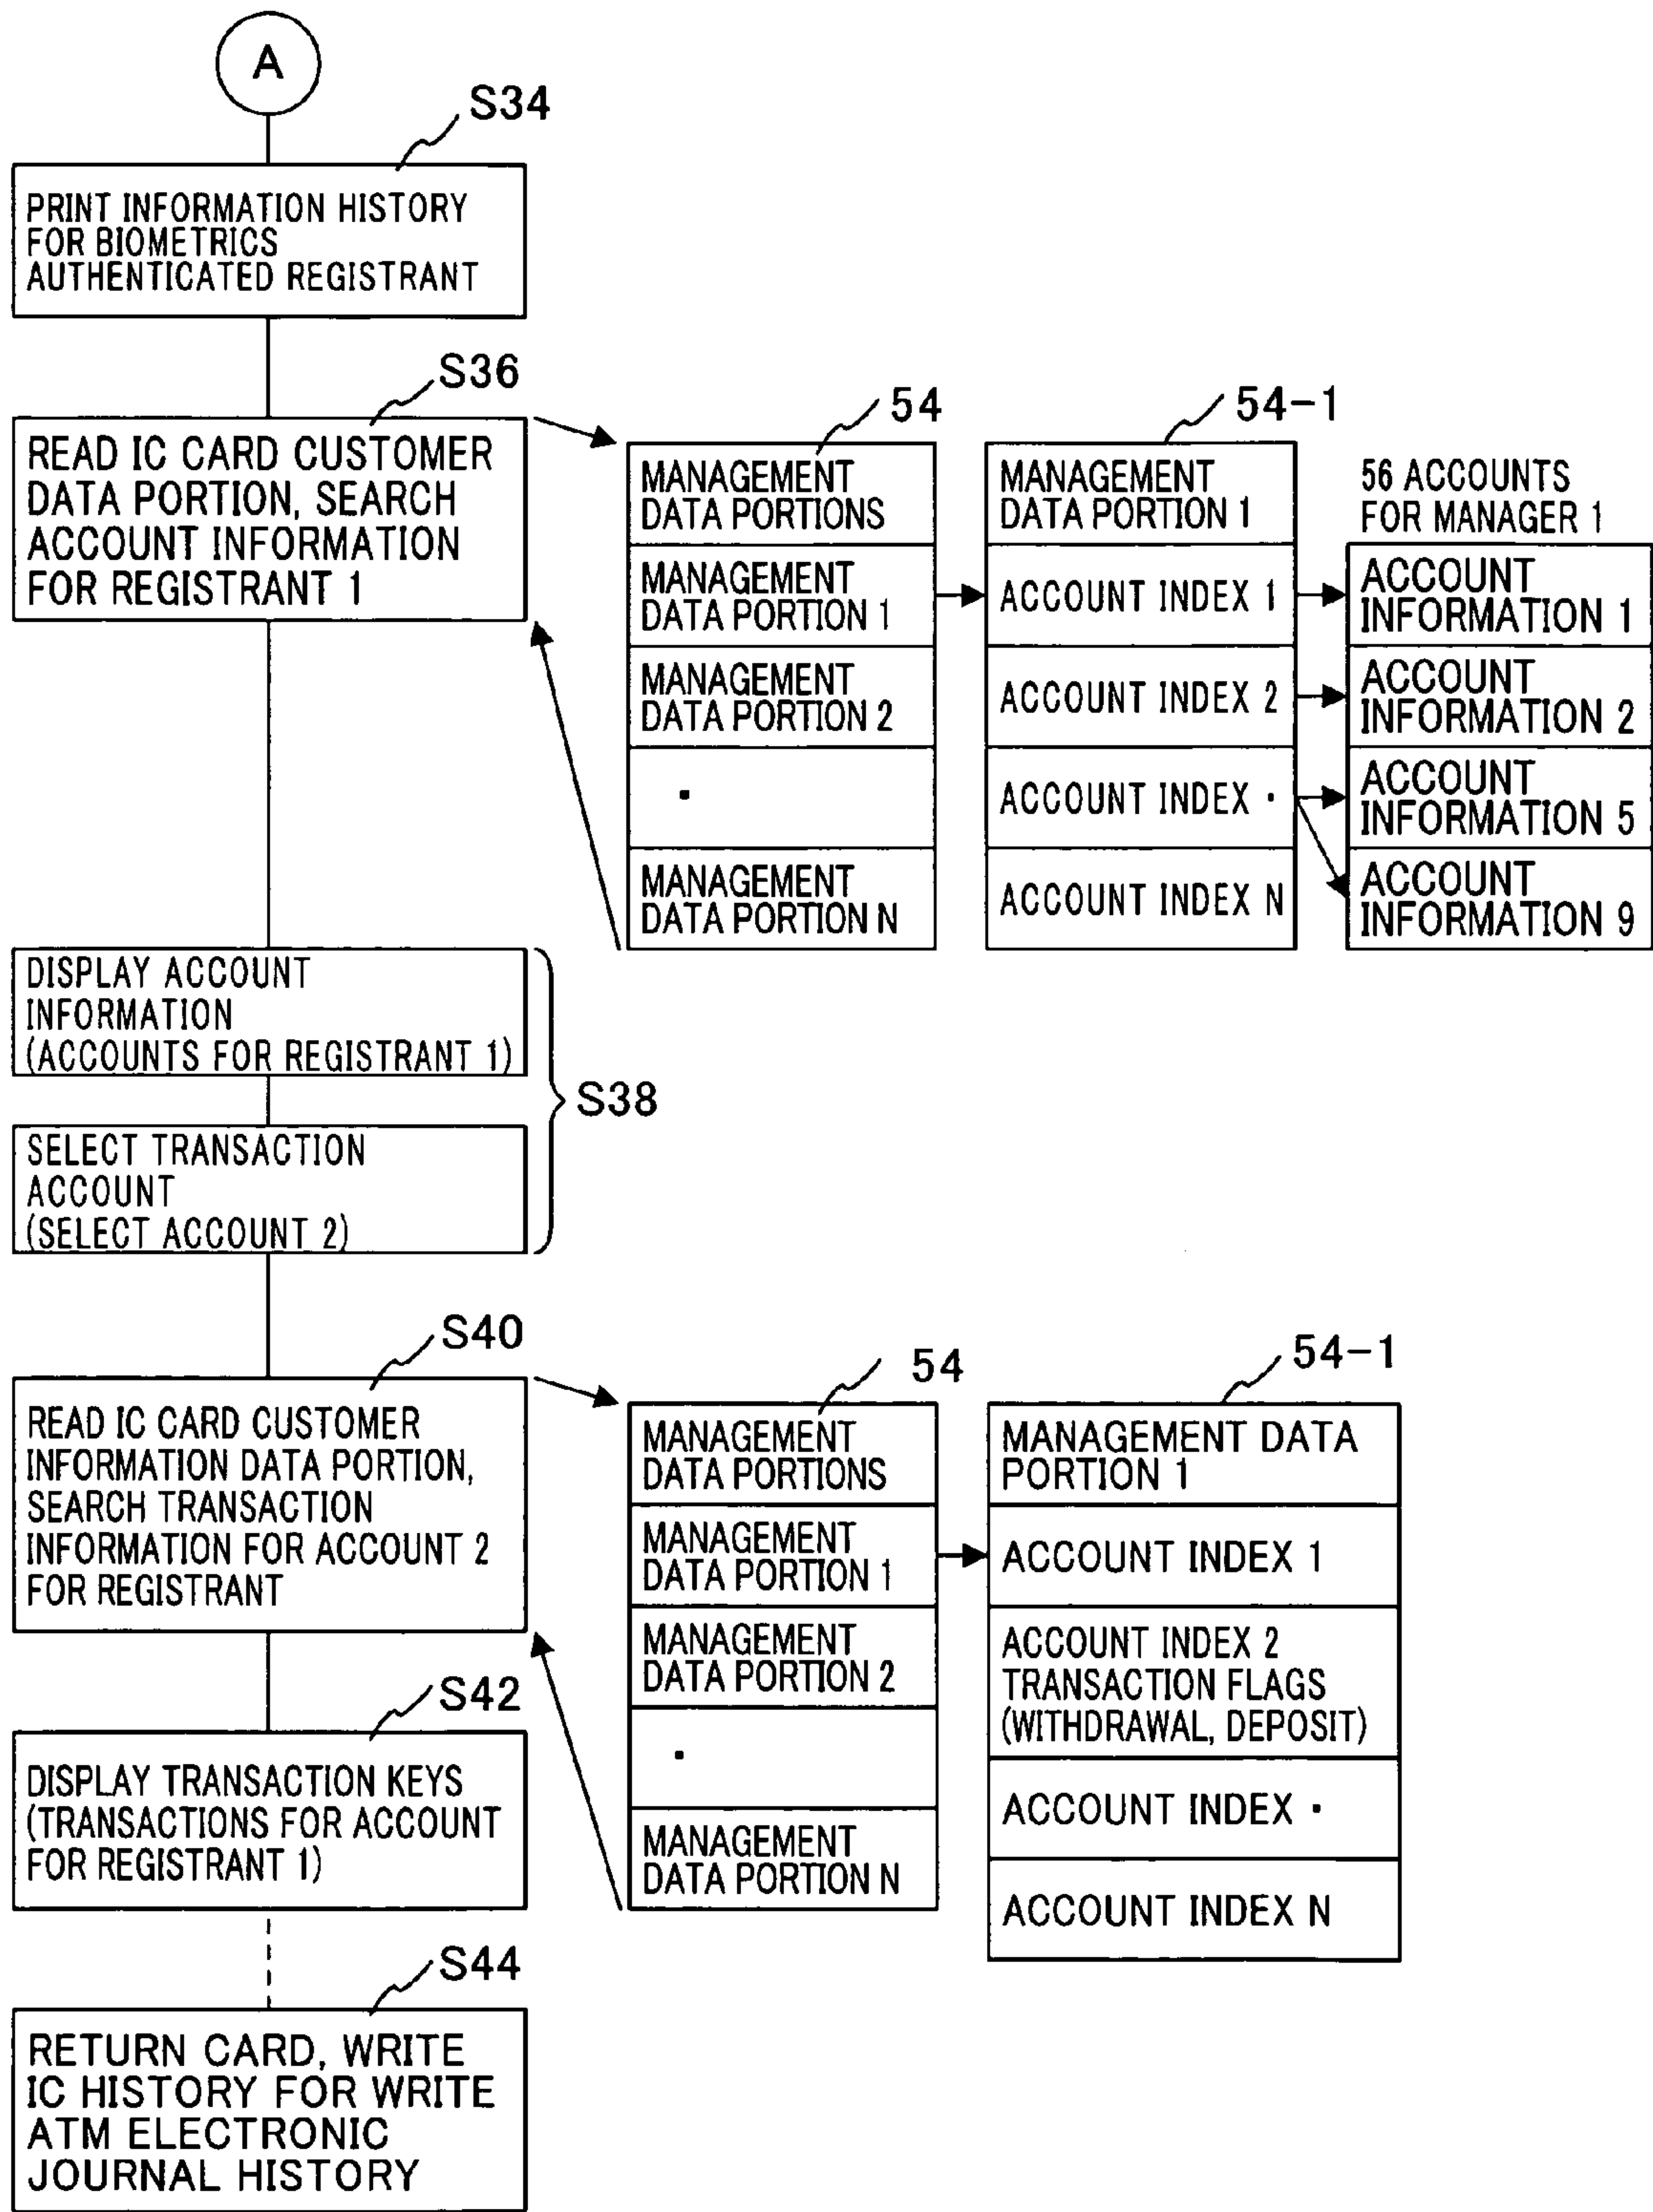 A
S34
PRINT INFORMATION HISTORY
FOR BIOMETRICS
AUTHENTICATED REGISTRANT
S36
READ IC CARD CUSTOMER
DATA PORTION, SEARCH
ACCOUNT INFORMATION
FOR REGISTRANT 1
54
MANAGEMENT
DATA PORTIONS
MANAGEMENT
DATA PORTION 1
MANAGEMENT
DATA PORTION 2
·
MANAGEMENT
DATA PORTION N
54-1
MANAGEMENT
DATA PORTION 1
ACCOUNT INDEX 1
ACCOUNT INDEX 2
ACCOUNT INDEX ·
ACCOUNT INDEX N
56 ACCOUNTS
FOR MANAGER 1
ACCOUNT
INFORMATION 1
ACCOUNT
INFORMATION 2
ACCOUNT
INFORMATION 5
ACCOUNT
INFORMATION 9
DISPLAY ACCOUNT
INFORMATION
(ACCOUNTS FOR REGISTRANT 1)
S38
SELECT TRANSACTION
ACCOUNT
(SELECT ACCOUNT 2)
S40
READ IC CARD CUSTOMER
INFORMATION DATA PORTION,
SEARCH TRANSACTION
INFORMATION FOR ACCOUNT 2
FOR REGISTRANT
54
MANAGEMENT
DATA PORTIONS
MANAGEMENT
DATA PORTION 1
MANAGEMENT
DATA PORTION 2
·
MANAGEMENT
DATA PORTION N
54-1
MANAGEMENT DATA
PORTION 1
ACCOUNT INDEX 1
ACCOUNT INDEX 2
TRANSACTION FLAGS
(WITHDRAWAL, DEPOSIT)
ACCOUNT INDEX ·
ACCOUNT INDEX N
S42
DISPLAY TRANSACTION KEYS
(TRANSACTIONS FOR ACCOUNT
FOR REGISTRANT 1)
S44
RETURN CARD, WRITE
IC HISTORY FOR WRITE
ATM ELECTRONIC
JOURNAL HISTORY